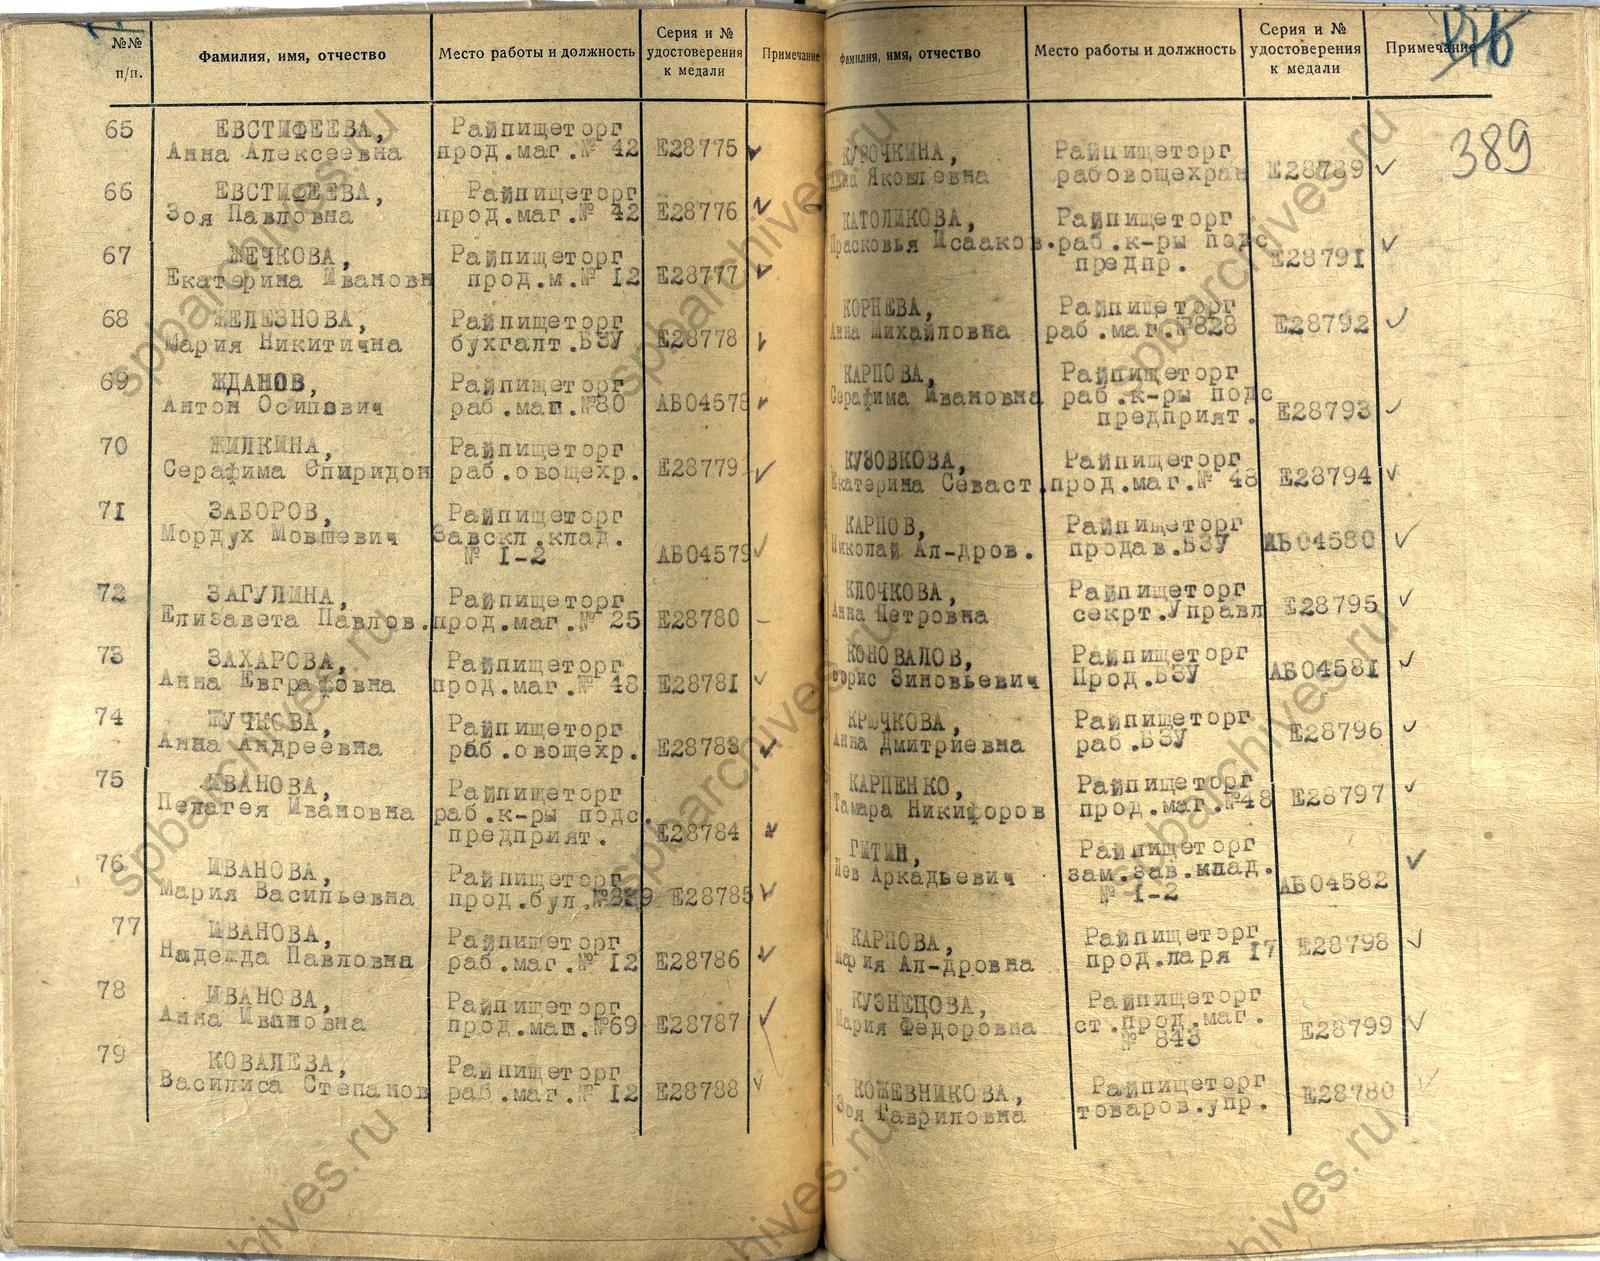 №№
п/п.
Фамилия, имя, отчество
Место работы и должность
Серия и №
удостоверения
к медали
Примечание
65 ЕВСТИФЕЕВА, Райпищеторг
Анна Алексеевна прод.маг.№ 42 Е28775
66 ЕВСТИФЕЕВА, Райпищеторг
Зоя Павловна прод.маг.№ 42 Е28776
67 ЖЕЧКОВА, Райпищеторг
Екатерина Ивановн прод.м.№ 12 Е28777
68 ЖЕЛЕЗНОВА, Райпищеторг
Мария Никитична бухгалт.БЗУ Е28778
69 ЖДАНОВ, Райпищеторг
Антон Осипович раб.маг.№80 АБ04578
70 ЖИЛКИНА, Райпищеторг
Серафима Спиридон раб.овощехр. Е28779
71 ЗАБОРОВ, Райпищеторг
Мордух Мовшевич Завскл.клад.
№ 1-2 АБ04579
72 ЗАГУЛИНА, Райпищеторг
Елизавета Павлов. прод.маг.№ 25 Е28780
73 ЗАХАРОВА, Райпищеторг
Анна Евграфовна прод.маг.№ 48 Е28781
74 ЖУЧКОВА, Райпищеторг
Анна Андреевна раб.овощехр. Е28783
75 ИВАНОВА, Райпищеторг
Пелагея Ивановна раб.к-ры подс.
предприят. Е28784
76 ИВАНОВА, Райпищеторг
Мария Васильевна прод.бул. Е28785
77 ИВАНОВА, Райпищеторг
Надежда Павловна раб.маг.№ 12 Е28786
78 ИВАНОВА, Райпищеторг
Анна Ивановна прод.маг.№69 Е28787
79 КОВАЛЕВА, Райпищеторг
Василиса Степанов раб.маг.№ 12 Е28788
Фамилия, имя, отчество
Место работы и должность
Серия и №
удостоверения
к медали
Примечание
389
КУРОЧКИНА, Райпищеторг
Яковлевна рабовощехран Е28789
КАТОЛИКОВА, Райпищеторг
Прасковья Исааков. раб.к-ры подс
предпр. Е28791
КОРНЕВА, Райпищеторг
Анна Михайловна раб.маг.№828 Е28792
КАРПОВА, Райпищеторг
Серафима Ивановна раб.к-ры подс
предприят. Е28793
КУЗОВКОВА, Райпищеторг
Екатерина Севаст. прод.маг.№ 48 Е28794
КАРПОВ, Райпищеторг
Николай Ал-дров. продав.БЗУ АБ04580
КЛОЧКОВА, Райпищеторг
Анна Петровна секрт.Управл Е28795
КОНОВАЛОВ, Райпищеторг
Борис Зиновьевич Прод.БЗУ АБ04581
КРЮЧКОВА, Райпищеторг
Анна Дмитриевна раб.БЗУ Е28796
КАРПЕНКО, Райпищеторг
Тамара Никифоров прод.маг.№48 Е28797
ГИТИН, Райпищеторг
Лев Аркадьевич зам.зав.клад.
№ 1-2 АБ04582
КАРПОВА, Райпищеторг
Мария Ал-дровна прод.ларя 17 Е28798
КУЗНЕЦОВА, Райпищеторг
Мария Федоровна ст.прод.маг.
№ 843 Е28799
КОЖЕВНИКОВА, Райпищеторг
Зоя Гавриловна товаров.упр. Е28780
spbarchives.ru